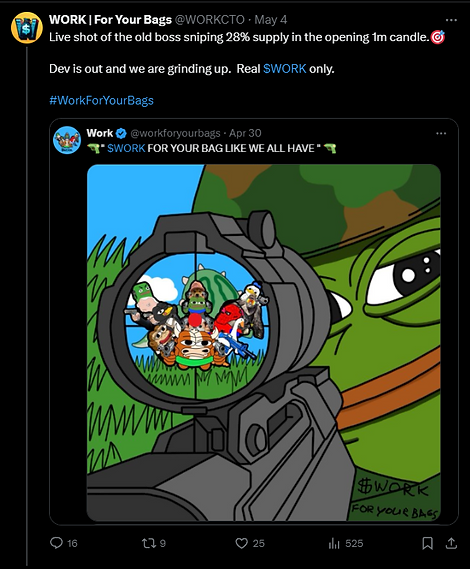 WORK | For Your Bags @WORKCTO · May 4
Live shot of the old boss sniping 28% supply in the opening 1m candle.🎯
Dev is out and we are grinding up. Real $WORK only.
#WorkForYourBags
Work @workforyourbags · Apr 30
🔫" $WORK FOR YOUR BAG LIKE WE ALL HAVE " 🔫
$WORK
FOR YOUR BAGS
16 9 25 525